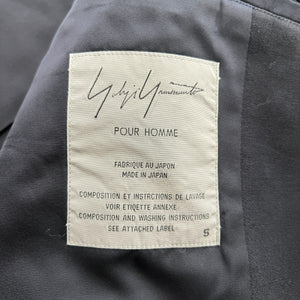 Yohji Yamamoto
POUR HOMME
FABRIQUE AU JAPON
MADE IN JAPAN
COMPOSITION ET INSTRCTIONS DE LAVAGE
VOIR ETIQETTE ANNEXE
COMPOSITION AND WASHING INSTRUCTIONS
SEE ATTACHED LABEL
S